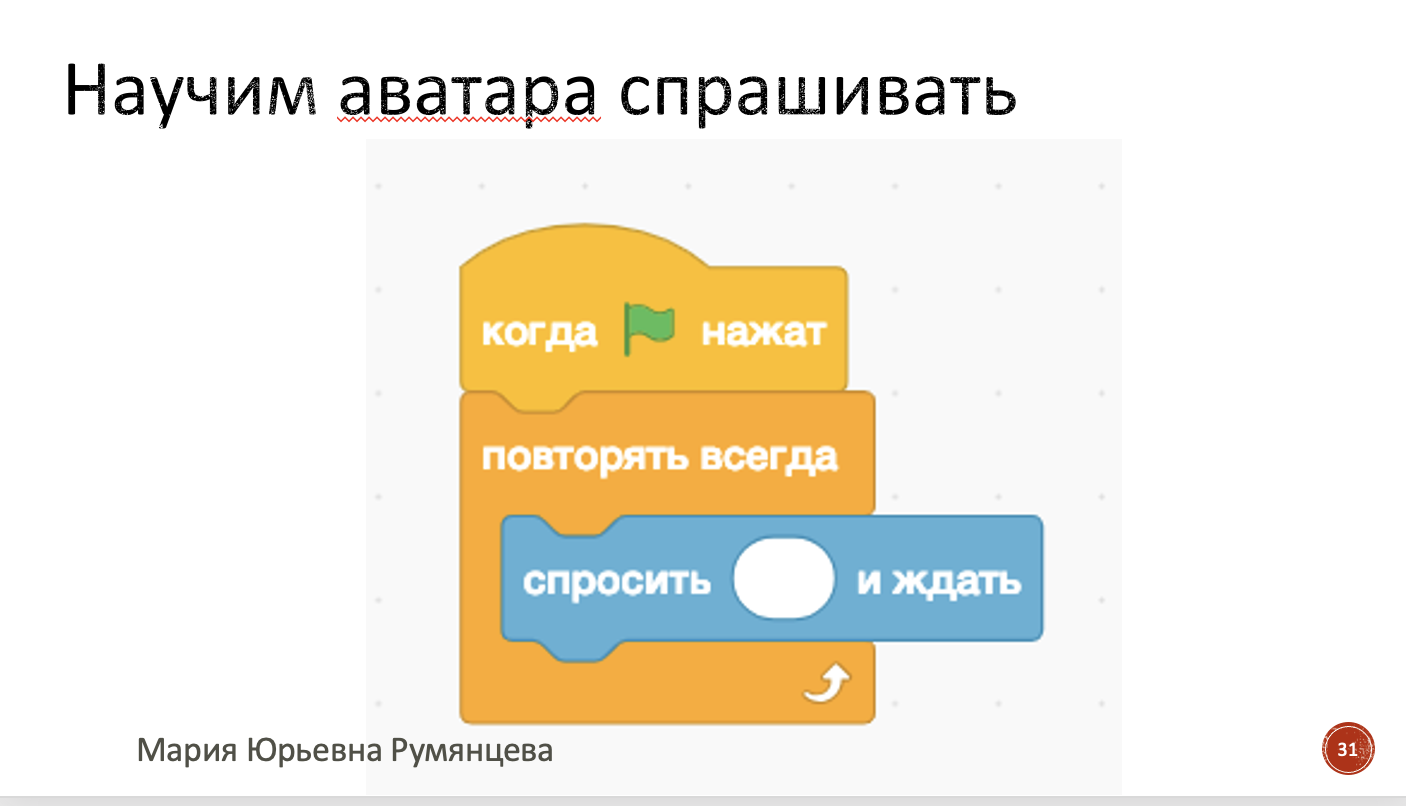 Научим аватара спрашивать
когда нажат
повторять всегда
спросить и ждать
Мария Юрьевна Румянцева
31